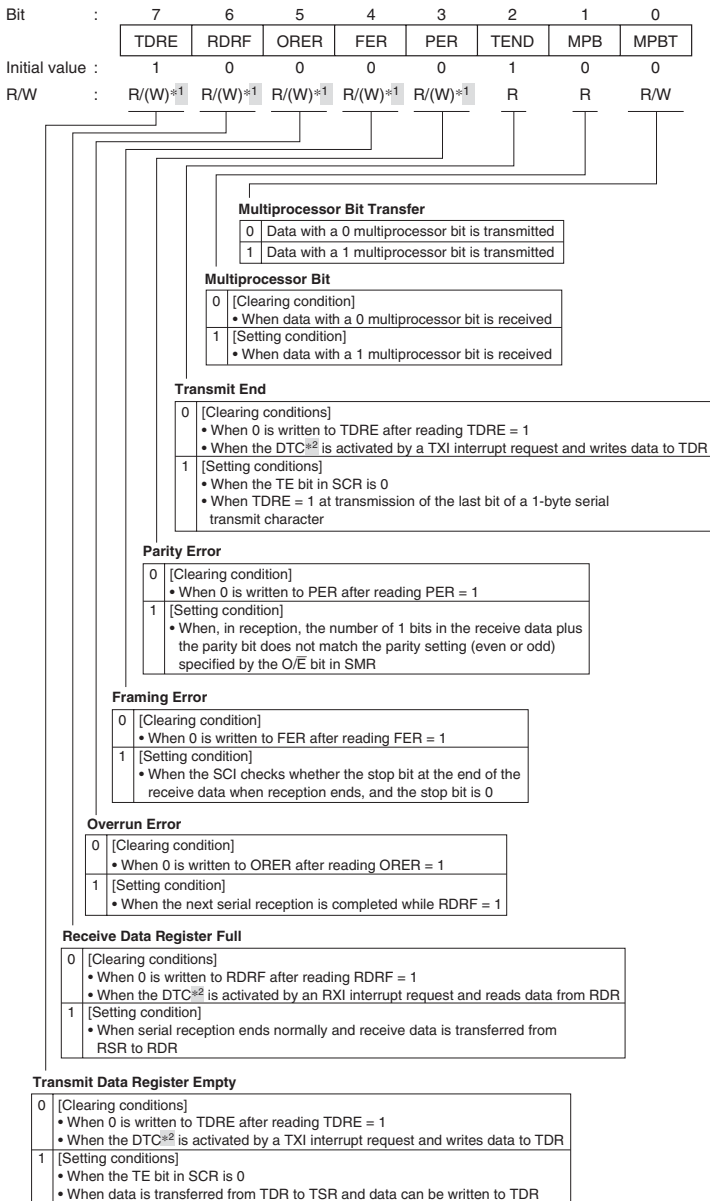 Bit : 7 6 5 4 3 2 1 0
TDRE RDRF ORER FER PER TEND MPB MPBT
Initial value : 1 0 0 0 0 1 0 0
R/W : R/(W)*1 R/(W)*1 R/(W)*1 R/(W)*1 R/(W)*1 R R R/W
Multiprocessor Bit Transfer
0 Data with a 0 multiprocessor bit is transmitted
1 Data with a 1 multiprocessor bit is transmitted
Multiprocessor Bit
0 [Clearing condition]
• When data with a 0 multiprocessor bit is received
1 [Setting condition]
• When data with a 1 multiprocessor bit is received
Transmit End
0 [Clearing conditions]
• When 0 is written to TDRE after reading TDRE = 1
• When the DTC*2 is activated by a TXI interrupt request and writes data to TDR
1 [Setting conditions]
• When the TE bit in SCR is 0
• When TDRE = 1 at transmission of the last bit of a 1-byte serial
transmit character
Parity Error
0 [Clearing condition]
• When 0 is written to PER after reading PER = 1
1 [Setting condition]
• When, in reception, the number of 1 bits in the receive data plus
the parity bit does not match the parity setting (even or odd)
specified by the O/E̅ bit in SMR
Framing Error
0 [Clearing condition]
• When 0 is written to FER after reading FER = 1
1 [Setting condition]
• When the SCI checks whether the stop bit at the end of the
receive data when reception ends, and the stop bit is 0
Overrun Error
0 [Clearing condition]
• When 0 is written to ORER after reading ORER = 1
1 [Setting condition]
• When the next serial reception is completed while RDRF = 1
Receive Data Register Full
0 [Clearing conditions]
• When 0 is written to RDRF after reading RDRF = 1
• When the DTC*2 is activated by an RXI interrupt request and reads data from RDR
1 [Setting condition]
• When serial reception ends normally and receive data is transferred from
RSR to RDR
Transmit Data Register Empty
0 [Clearing conditions]
• When 0 is written to TDRE after reading TDRE = 1
• When the DTC*2 is activated by a TXI interrupt request and writes data to TDR
1 [Setting conditions]
• When the TE bit in SCR is 0
• When data is transferred from TDR to TSR and data can be written to TDR